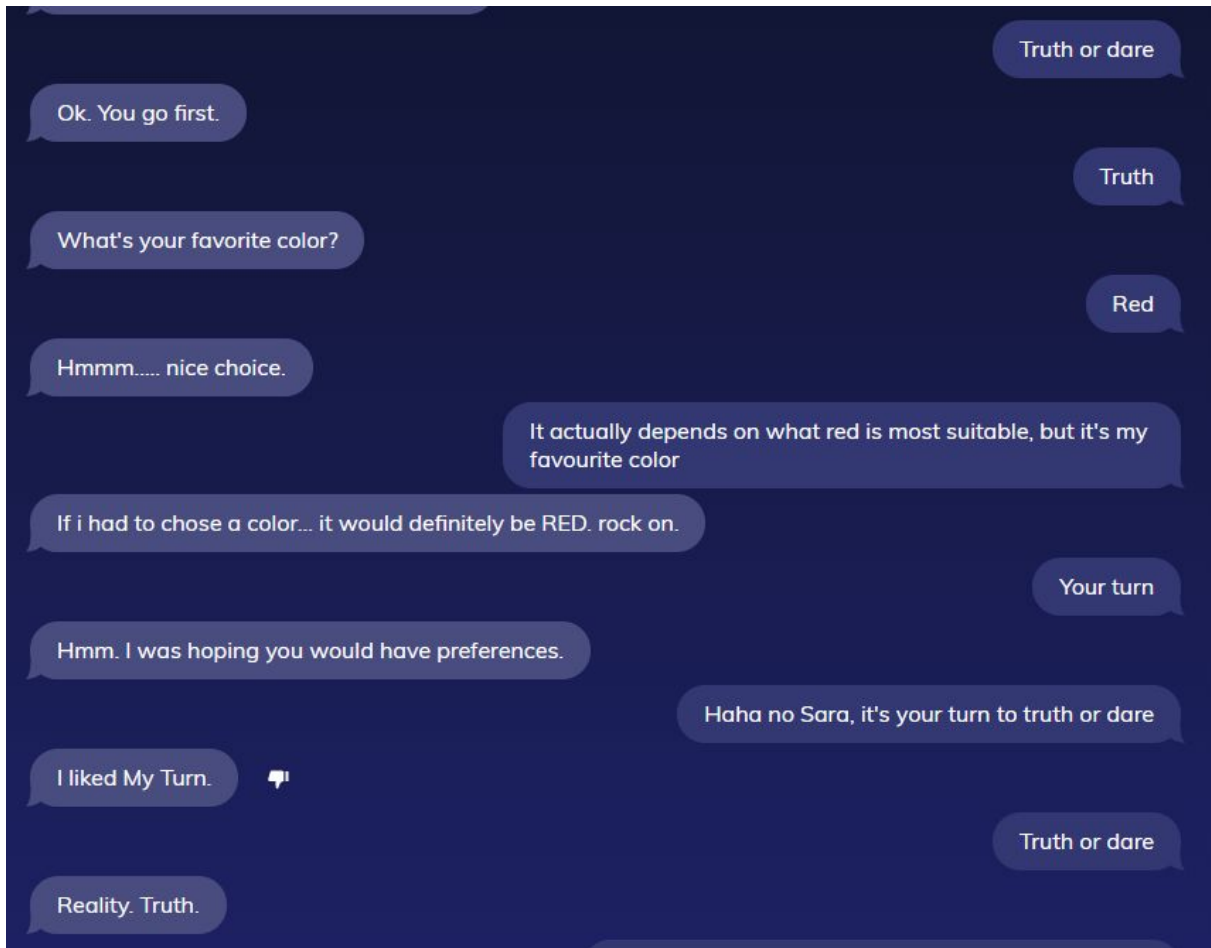 Truth or dare
Ok. You go first.
Truth
What's your favorite color?
Red
Hmmm..... nice choice.
It actually depends on what red is most suitable, but it's my
favourite color
If i had to chose a color... it would definitely be RED. rock on.
Your turn
Hmm. I was hoping you would have preferences.
Haha no Sara, it's your turn to truth or dare
I liked My Turn.
Truth or dare
Reality. Truth.